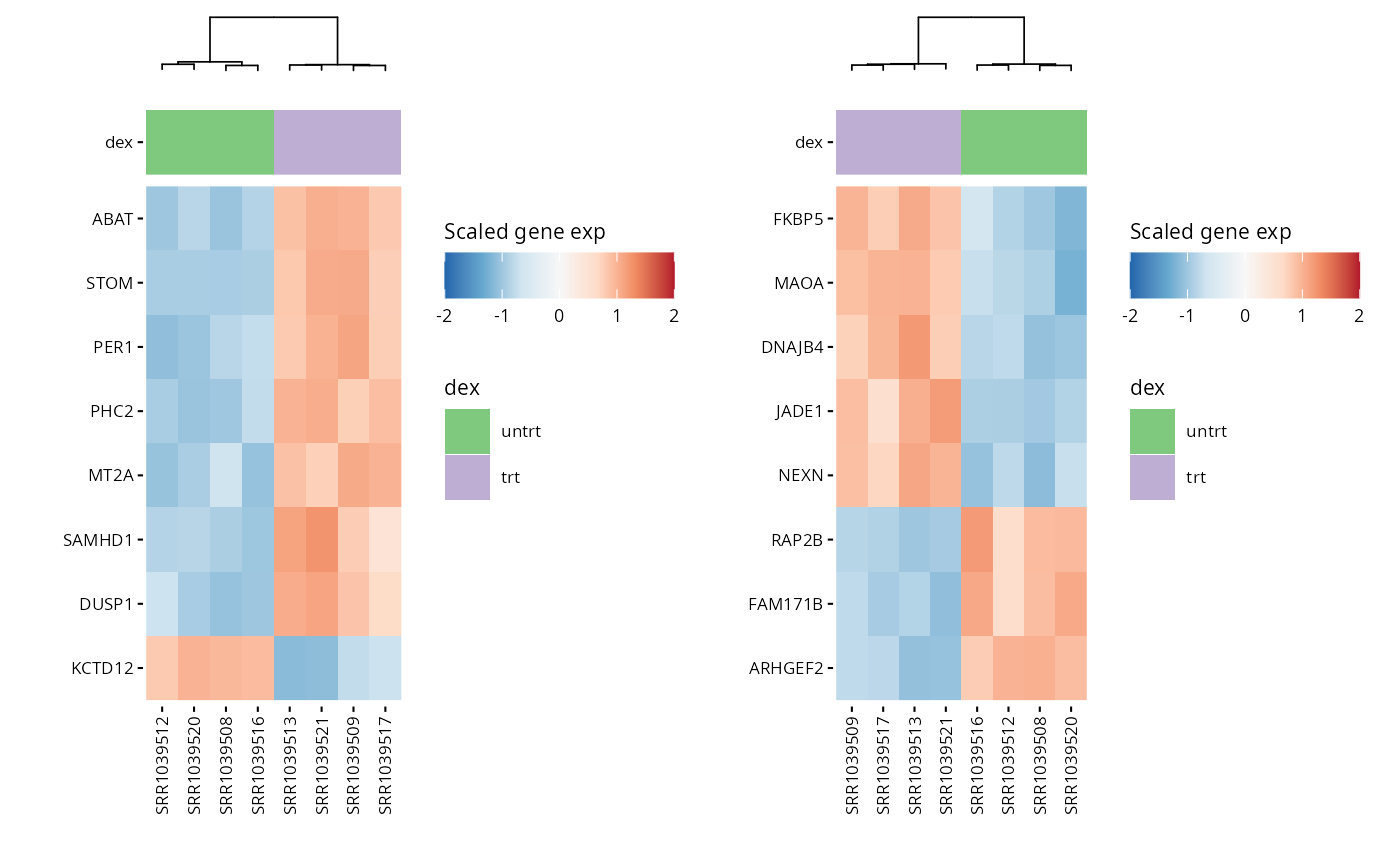 dex
ABAT
STOM
PER1
PHC2
MT2A
SAMHD1
DUSP1
KCTD12
SRR1039512
SRR1039520
SRR1039508
SRR1039516
SRR1039513
SRR1039521
SRR1039509
SRR1039517
Scaled gene exp
-2 -1 0 1 2
dex
untrt
trt
dex
FKBP5
MAOA
DNAJB4
JADE1
NEXN
RAP2B
FAM171B
ARHGEF2
SRR1039509
SRR1039517
SRR1039513
SRR1039521
SRR1039516
SRR1039512
SRR1039508
SRR1039520
Scaled gene exp
-2 -1 0 1 2
dex
untrt
trt